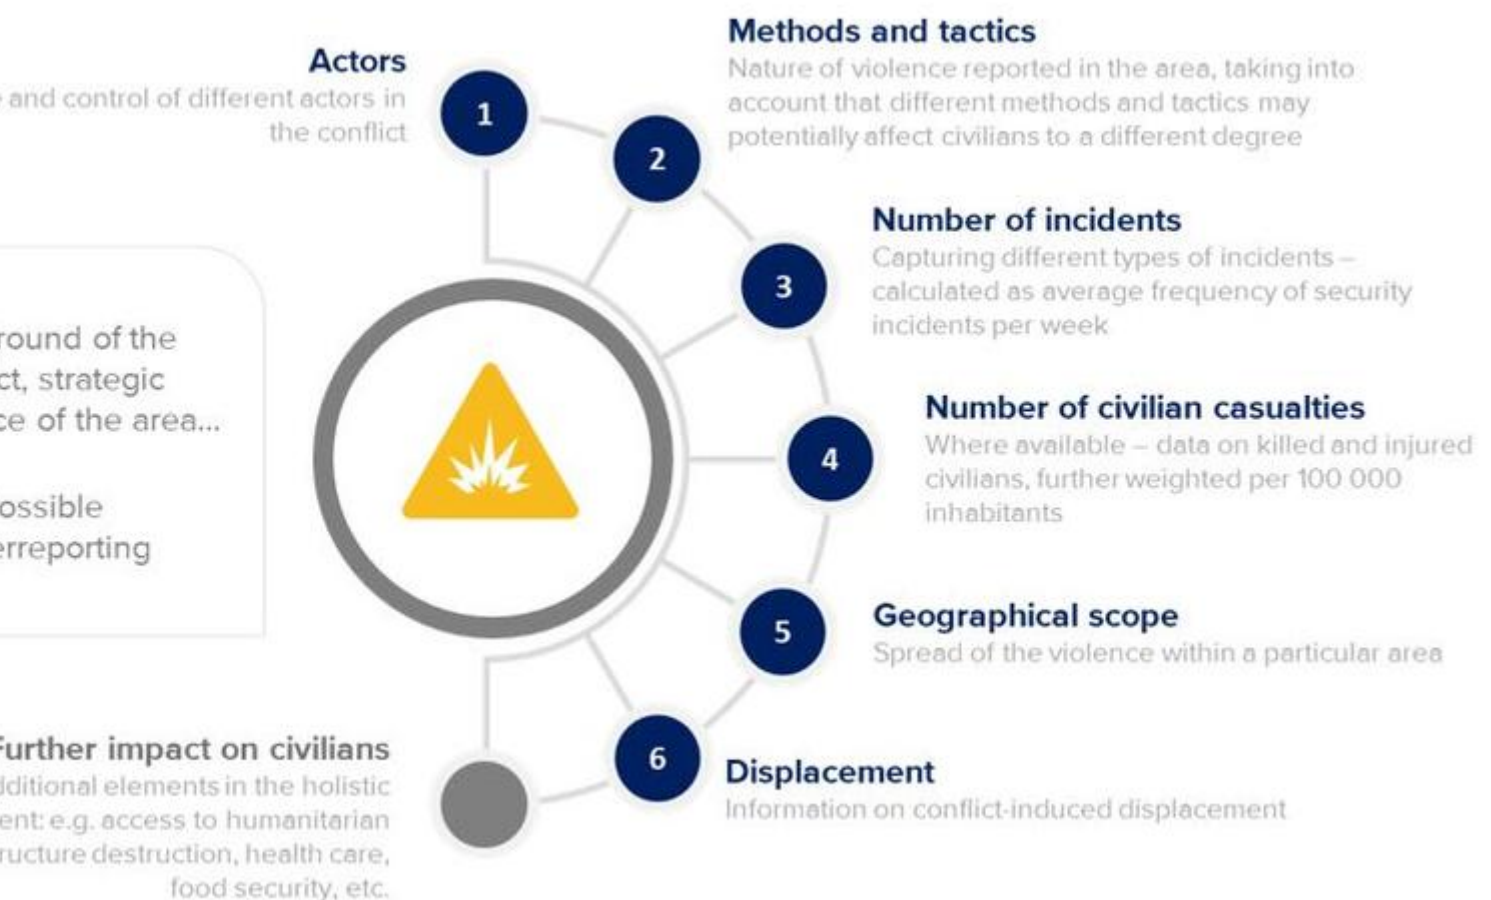 Actors
and control of different actors in
the conflict
1
2
Methods and tactics
Nature of violence reported in the area, taking into
account that different methods and tactics may
potentially affect civilians to a different degree
3
Number of incidents
Capturing different types of incidents –
calculated as average frequency of security
incidents per week
round of the
ct, strategic
ce of the area...
ossible
erreporting
4
Number of civilian casualties
Where available – data on killed and injured
civilians, further weighted per 100 000
inhabitants
5
Geographical scope
Spread of the violence within a particular area
6
Displacement
Information on conflict-induced displacement
Further impact on civilians
dditional elements in the holistic
ent: e.g. access to humanitarian
ructure destruction, health care,
food security, etc.